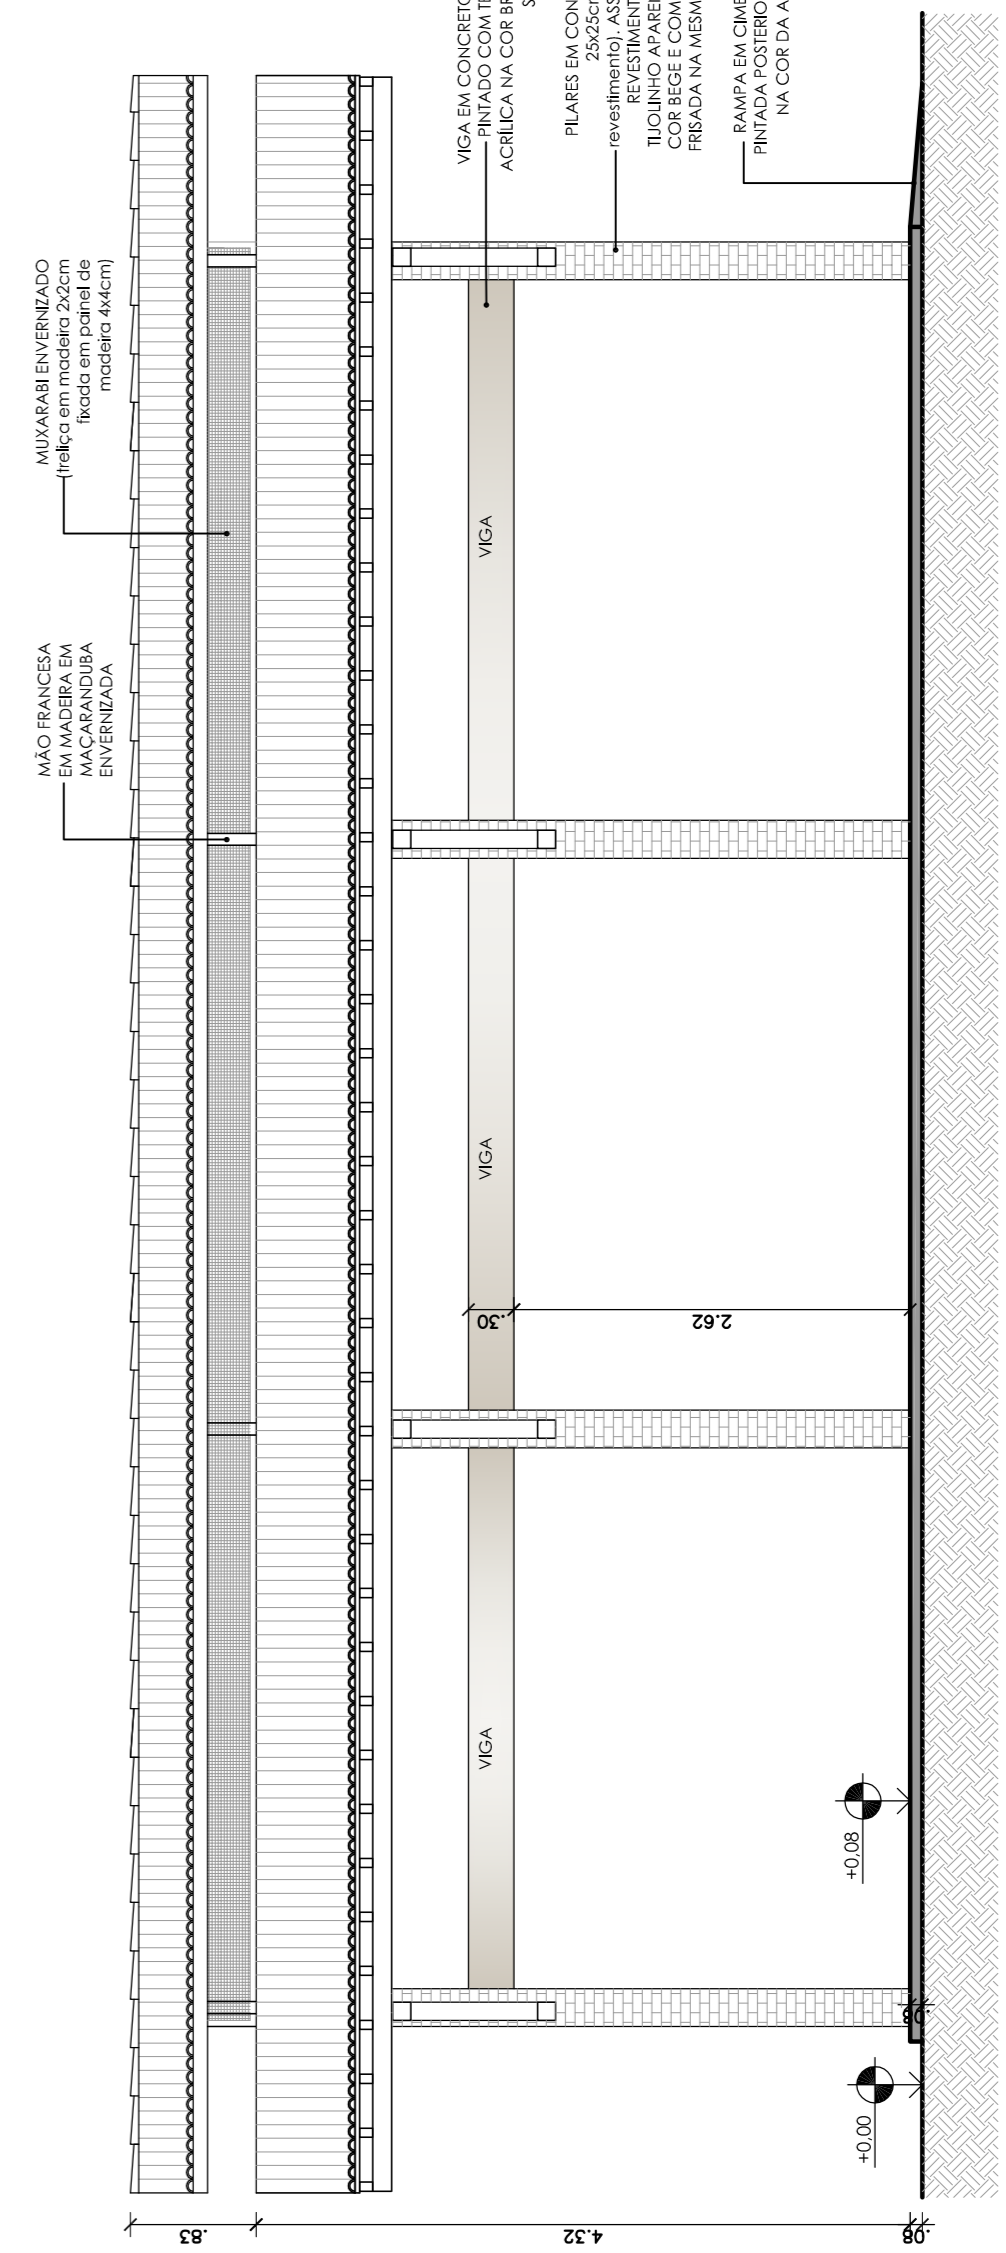 MUXARABI ENVERNIZADO
(treliça em madeira 2x2cm
fixada em painel de
madeira 4x4cm)
MÃO FRANCESA
EM MADEIRA EM
MAÇARANDUBA
ENVERNIZADA
VIGA EM CONCRETO
PINTADO COM TE
ACRÍLICA NA COR BR
S
PILARES EM CON
25x25cm
revestimento). ASS
REVESTIMENT
TIJOLINHO APAREN
COR BEGE E COM
FRISADA NA MESM
RAMPA EM CIME
PINTADA POSTERIO
NA COR DA A
VIGA
VIGA
VIGA
.30
2.62
+0,08
+0,00
.08
.83
4.32
.08